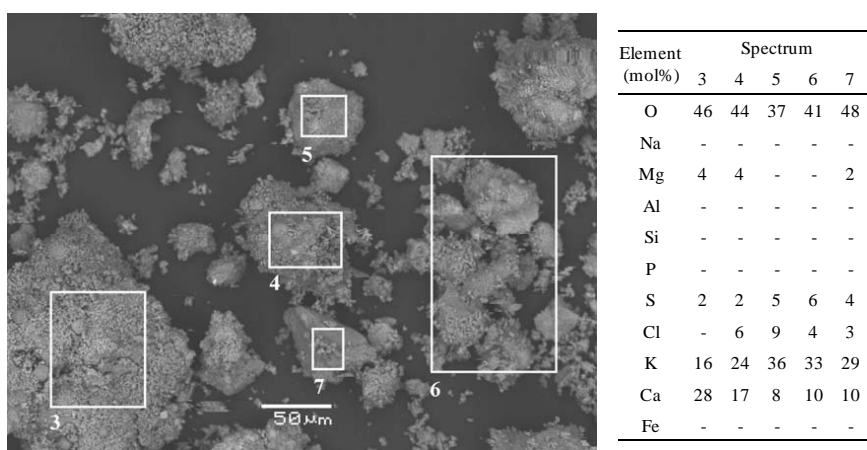 5
4
7
6
3
50 µm
Element (mol%) Spectrum
3 4 5 6 7
O 46 44 37 41 48
Na - - - - -
Mg 4 4 - - 2
Al - - - - -
Si - - - - -
P - - - - -
S 2 2 5 6 4
Cl - 6 9 4 3
K 16 24 36 33 29
Ca 28 17 8 10 10
Fe - - - - -